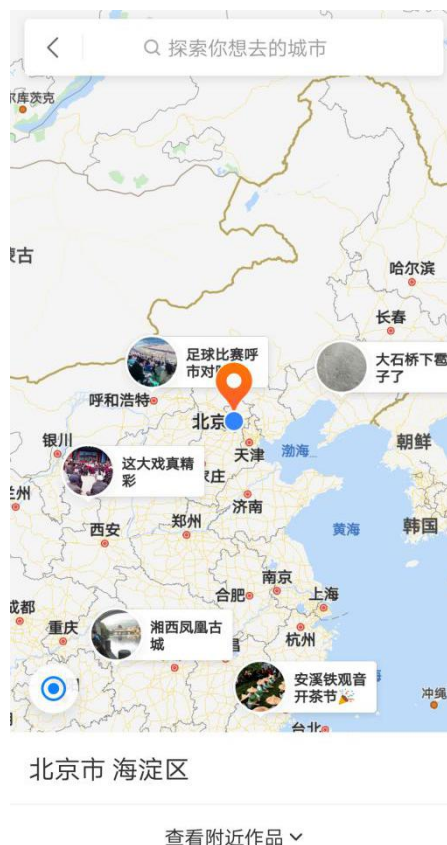 探索你想去的城市
尔库茨克
蒙古
哈尔滨
长春
足球比赛呼
市对
大石桥下雹
子了
呼和浩特
北京
朝鲜
银川
天津
渤海
这大戏真精
彩
家庄
兰州
济南
西安
郑州
黄海
韩国
南京
合肥
上海
成都
重庆
湘西凤凰古
城
昌
杭州
安溪铁观音
开茶节🎉
冲绳
台北
北京市 海淀区
查看附近作品